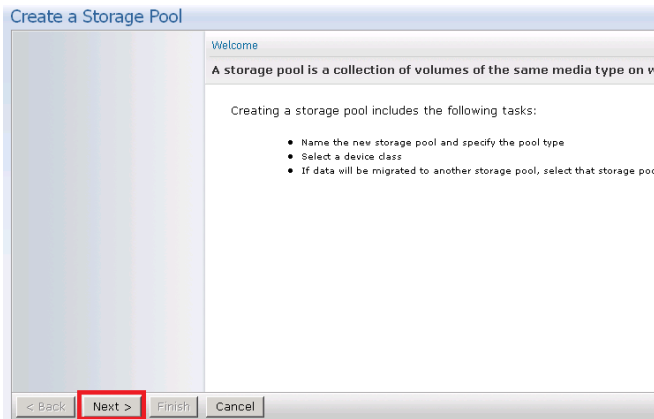 Create a Storage Pool
Welcome
A storage pool is a collection of volumes of the same media type on
Creating a storage pool includes the following tasks:
• Name the new storage pool and specify the pool type
• Select a device class
• If data will be migrated to another storage pool, select that storage
< Back Next > Finish Cancel